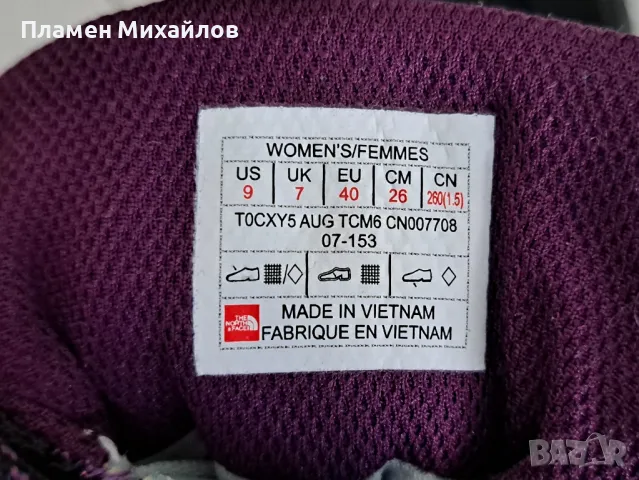 Пламен Михайлов
WOMEN'S/FEMMES
US UK EU CM CN
9 7 40 26 260(1.5)
T0CXY5 AUG TCM6 CN007708
07-153
THE NORTH FACE
MADE IN VIETNAM
FABRIQUE EN VIETNAM
BAZAR